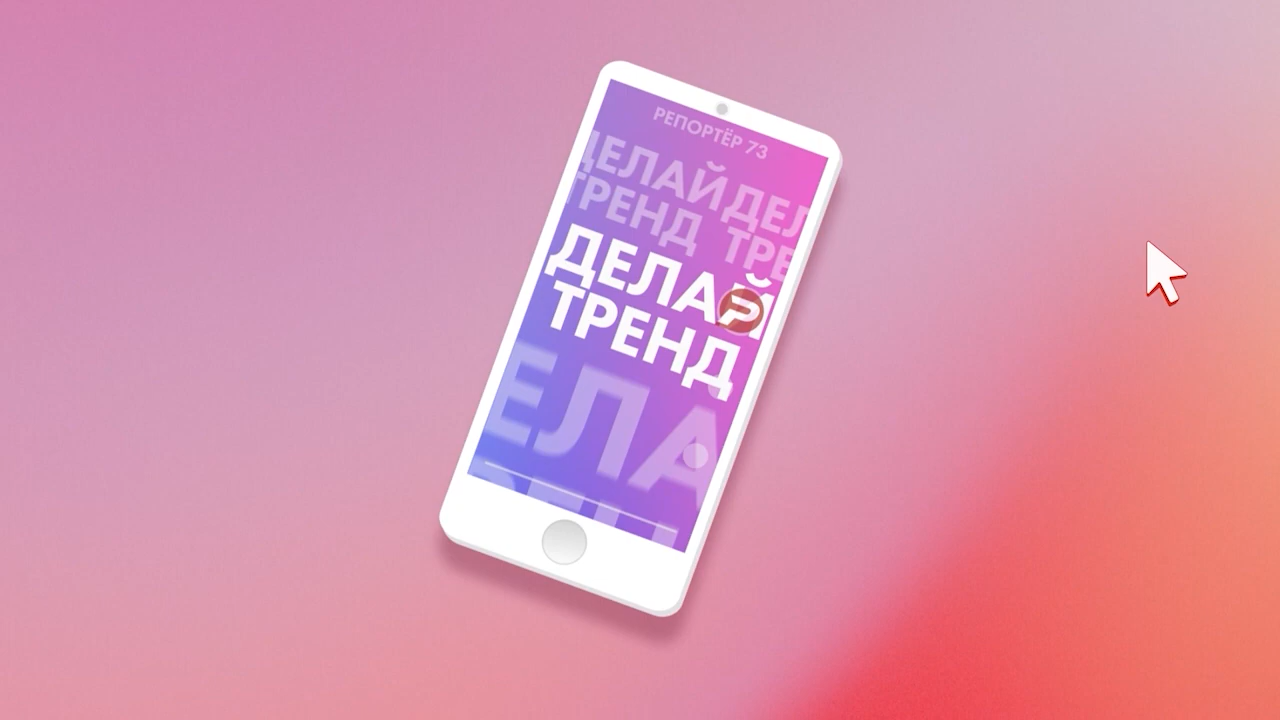 РЕПОРТЁР 73
ДЕЛАЙ ДЕЛ
ТРЕНД ТРЕ
ДЕЛАЙ
ТРЕНД
ЕЛА